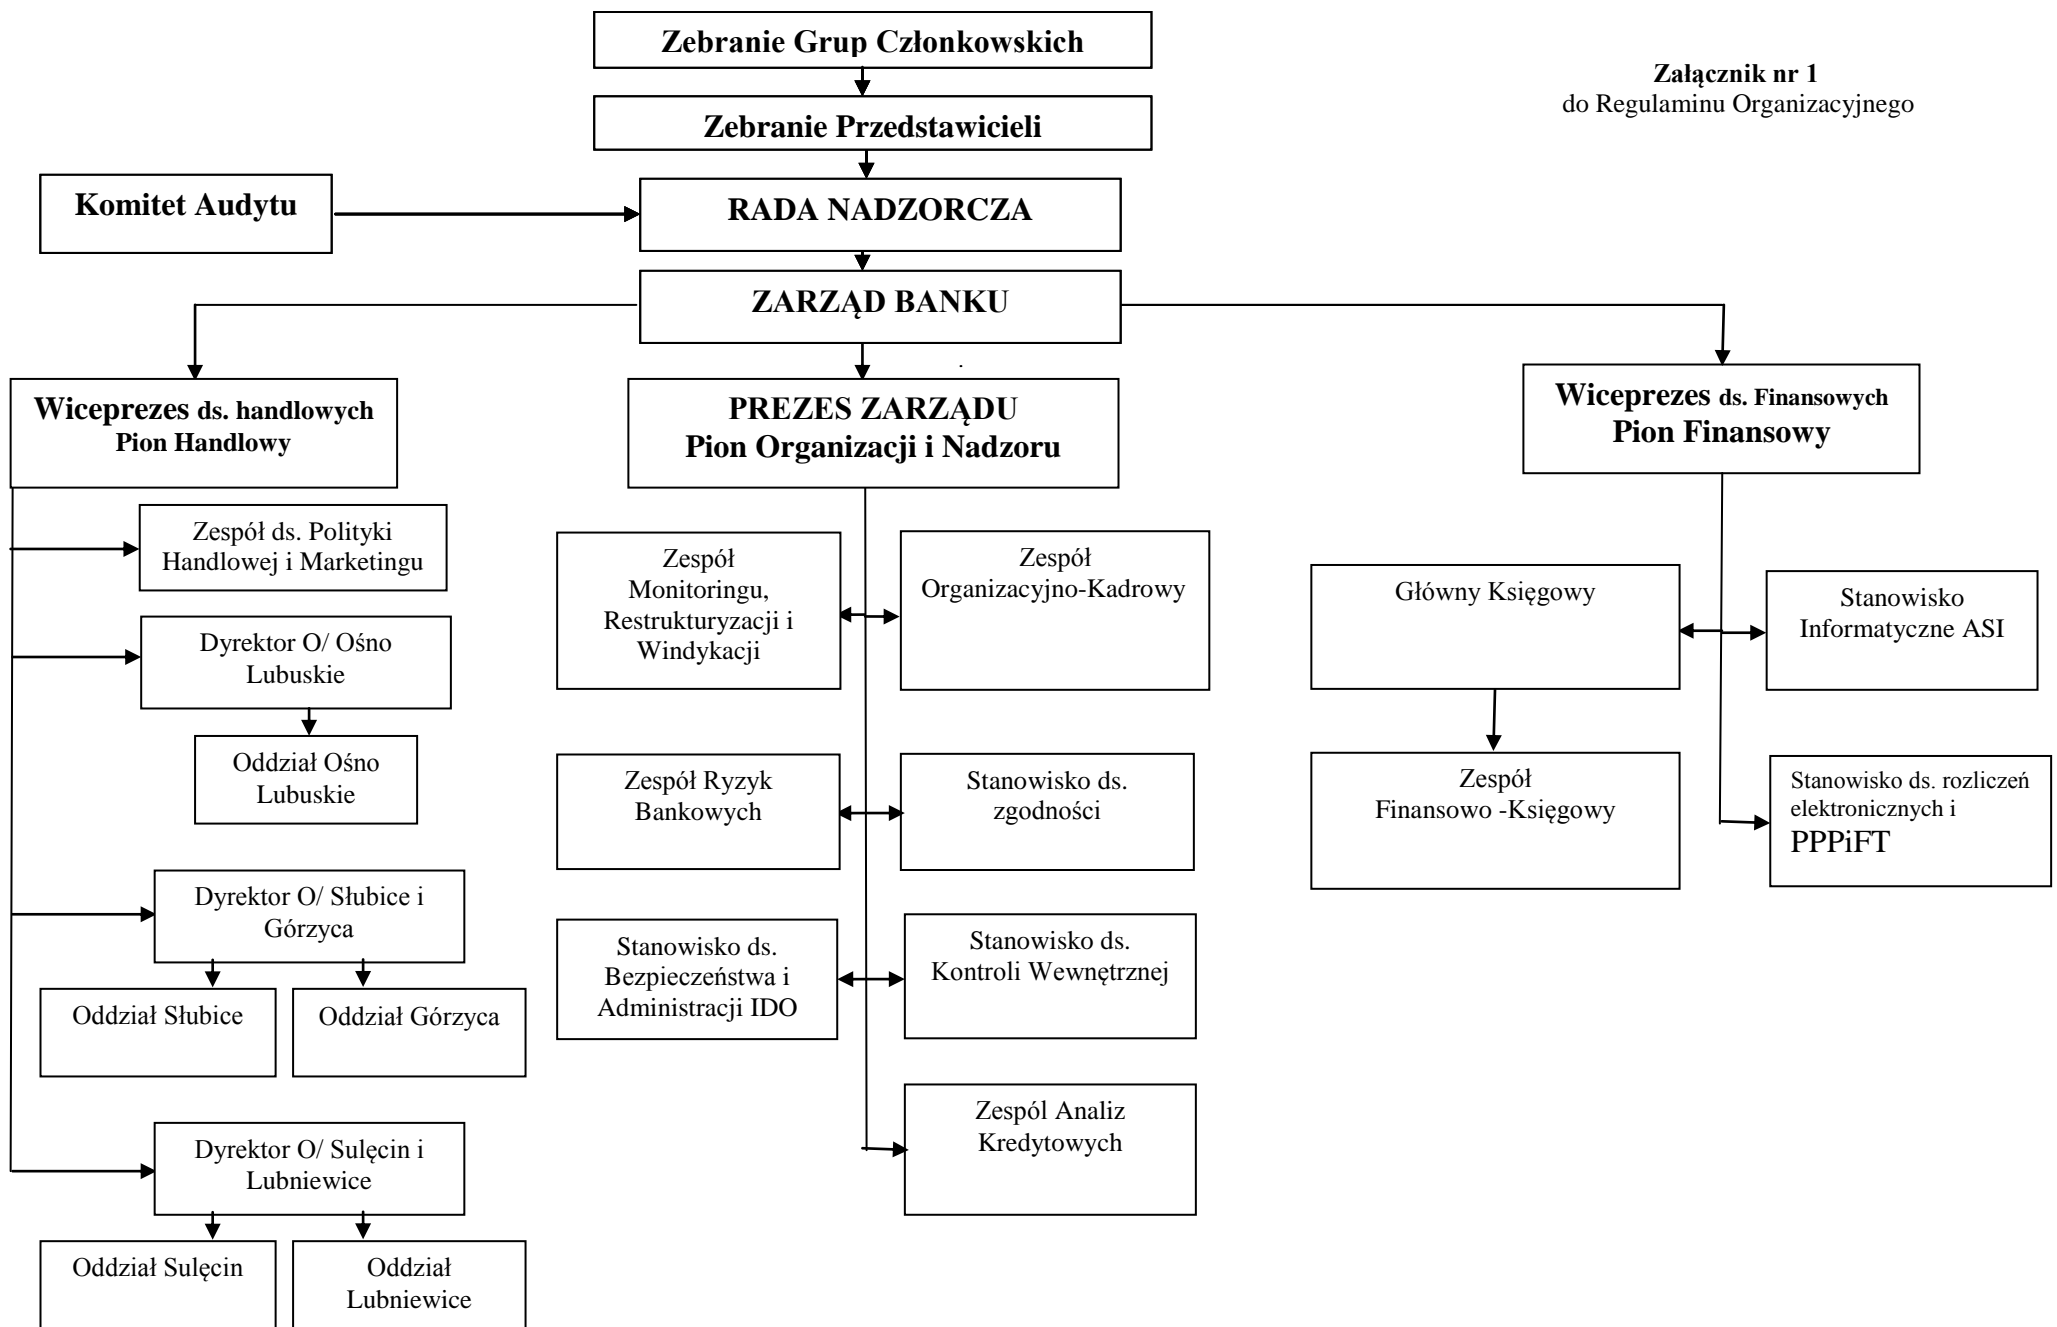 Zebranie Grup Członkowskich
Załącznik nr 1
do Regulaminu Organizacyjnego
Zebranie Przedstawicieli
Komitet Audytu
RADA NADZORCZA
ZARZĄD BANKU
Wiceprezes ds. handlowych
Pion Handlowy
PREZES ZARZĄDU
Pion Organizacji i Nadzoru
Wiceprezes ds. Finansowych
Pion Finansowy
Zespół ds. Polityki
Handlowej i Marketingu
Dyrektor O/ Ośno
Lubuskie
Oddział Ośno
Lubuskie
Dyrektor O/ Słubice i
Górzyca
Oddział Słubice
Oddział Górzyca
Dyrektor O/ Sulęcin i
Lubniewice
Oddział Sulęcin
Oddział
Lubniewice
Zespół
Monitoringu,
Restrukturyzacji i
Windykacji
Zespół
Organizacyjno-Kadrowy
Zespół Ryzyk
Bankowych
Stanowisko ds.
zgodności
Stanowisko ds.
Bezpieczeństwa i
Administracji IDO
Stanowisko ds.
Kontroli Wewnętrznej
Zespól Analiz
Kredytowych
Główny Księgowy
Stanowisko
Informatyczne ASI
Zespół
Finansowo -Księgowy
Stanowisko ds. rozliczeń
elektronicznych i
PPPiFT